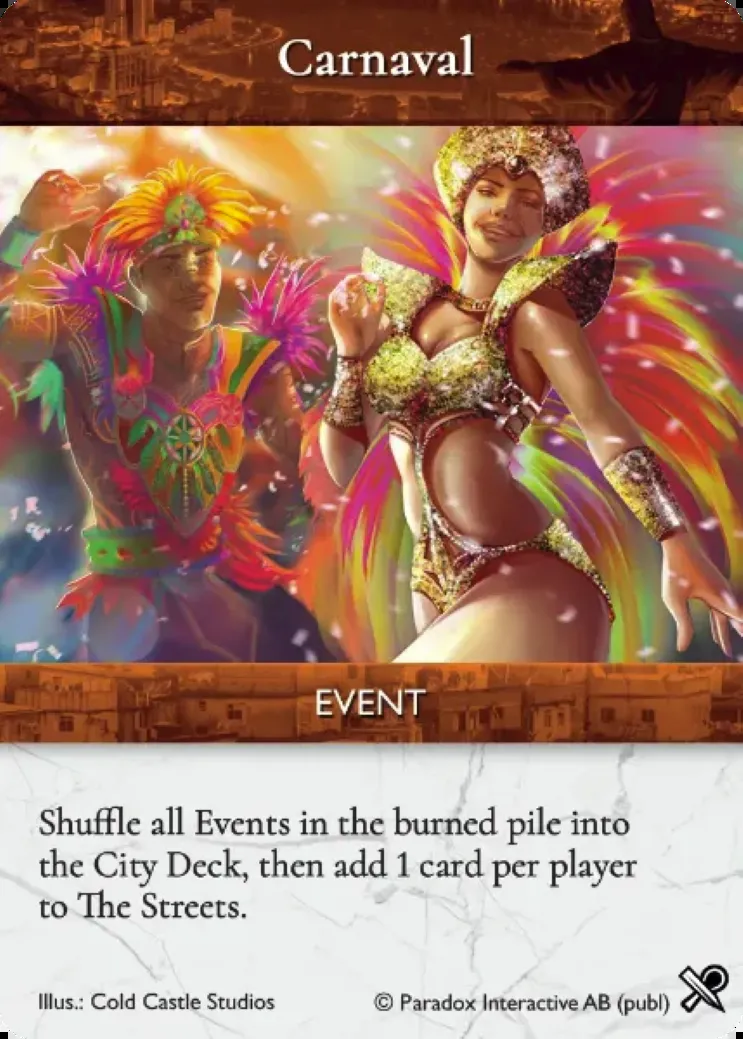 Carnaval
EVENT
Shuffle all Events in the burned pile into
the City Deck, then add 1 card per player
to The Streets.
Illus.: Cold Castle Studios
© Paradox Interactive AB (publ)